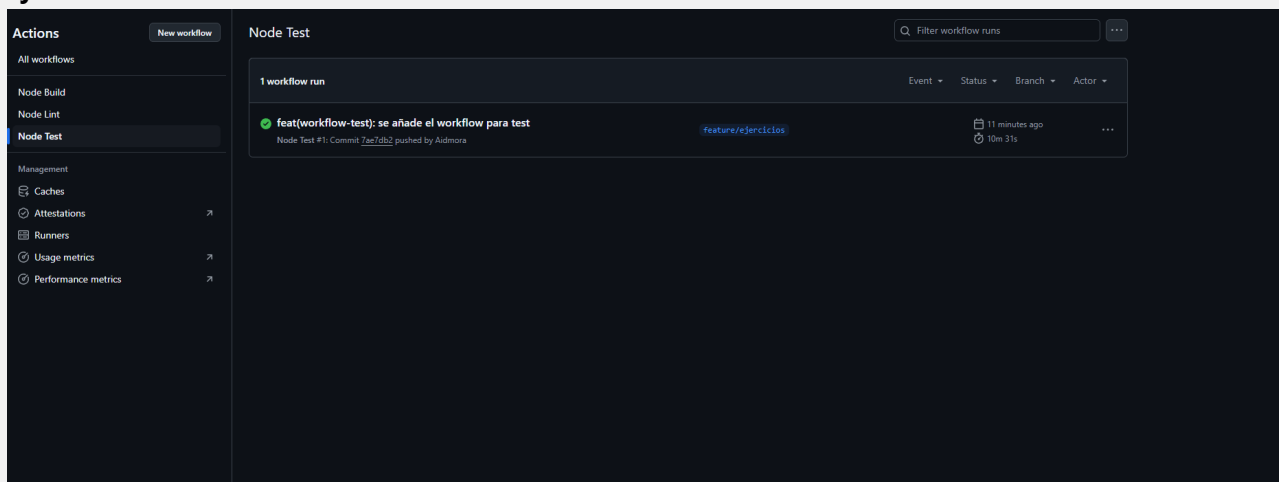 Actions
New workflow
All workflows
Node Build
Node Lint
Node Test
Management
Caches
Attestations
Runners
Usage metrics
Performance metrics
Node Test
Filter workflow runs
1 workflow run
Event
Status
Branch
Actor
feat(workflow-test): se añade el workflow para test
Node Test #1: Commit 7ae7db2 pushed by Aidmora
feature/ejercicios
11 minutes ago
10m 31s